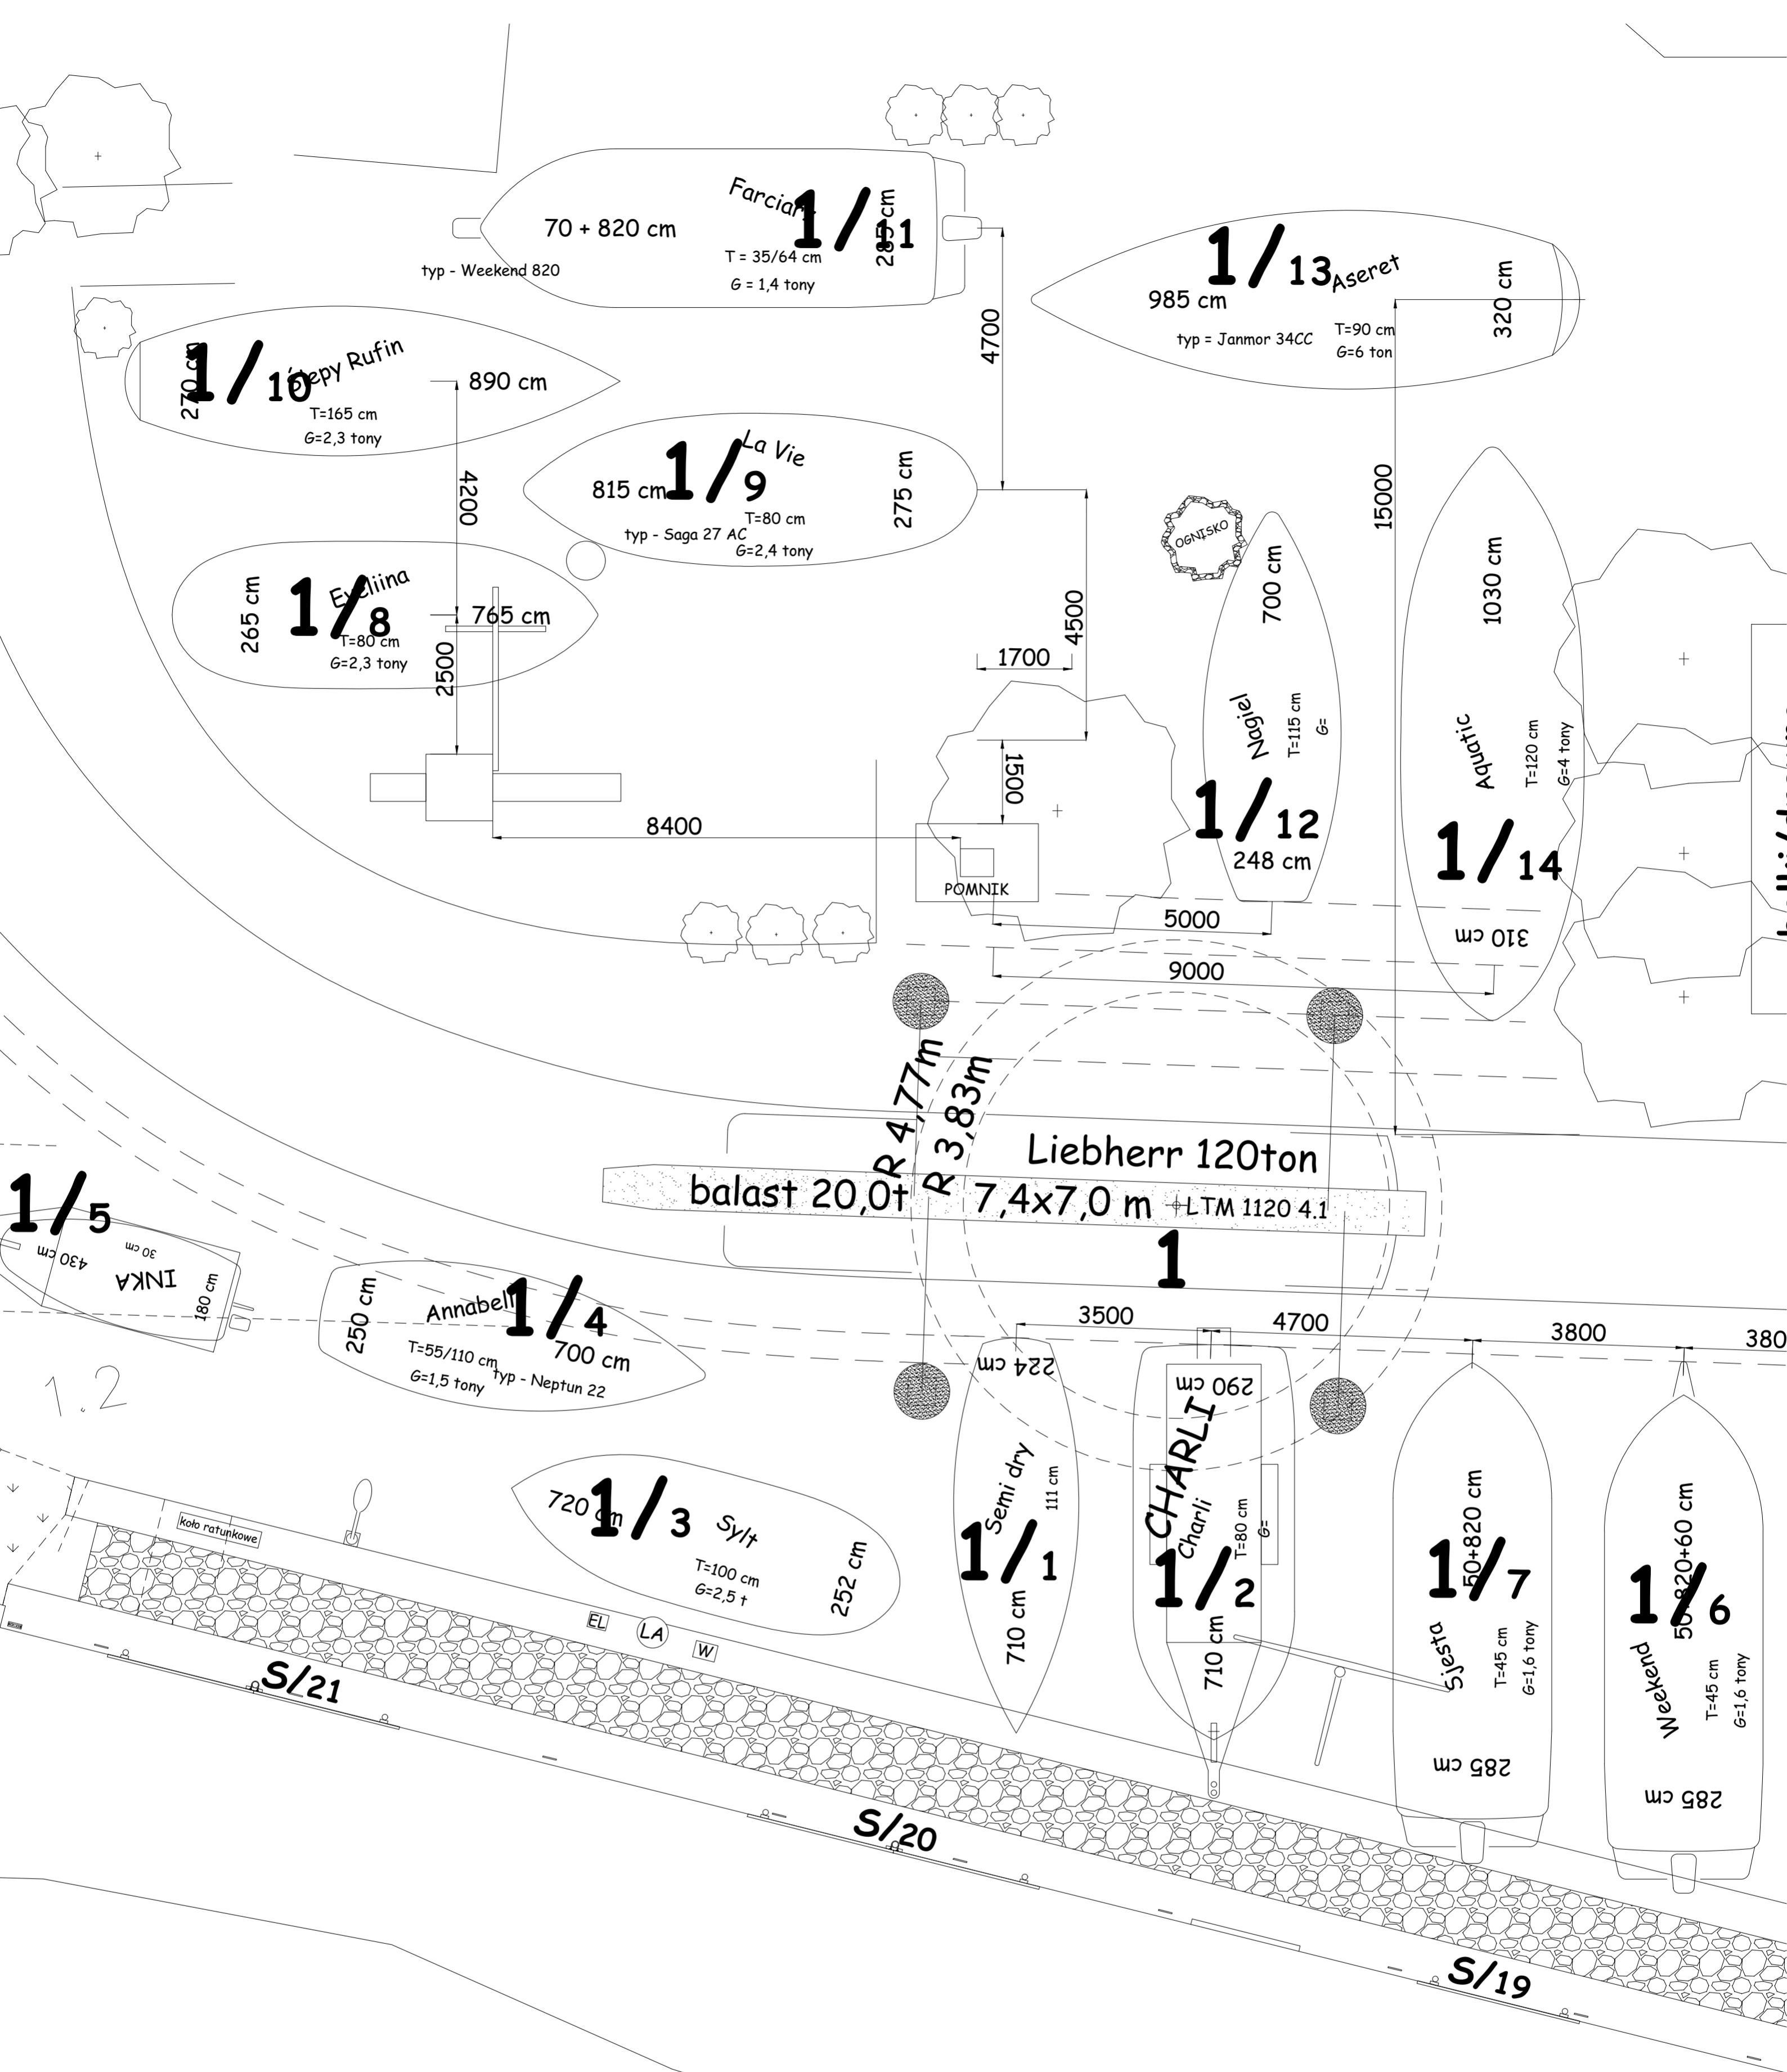 Farciarz
1/11
70 + 820 cm
285 cm
T = 35/64 cm
typ - Weekend 820
G = 1,4 tony
4700
1/13
Aseret
985 cm
320 cm
typ = Janmor 34CC
T=90 cm
G=6 ton
15000
1/10
Ślepy Rufin
270 cm
890 cm
T=165 cm
G=2,3 tony
4200
La Vie
1/9
815 cm
275 cm
T=80 cm
typ - Saga 27 AC
G=2,4 tony
4500
OGNISKO
Eveliina
1/8
265 cm
765 cm
T=80 cm
G=2,3 tony
2500
1700
1500
8400
POMNIK
700 cm
Nagiel
T=115 cm
G=
1/12
248 cm
1030 cm
Aquatic
T=120 cm
G=4 tony
1/14
310 cm
5000
9000
R 4,77m
R 3,83m
Liebherr 120ton
balast 20,0t
7,4x7,0 m
LTM 1120 4.1
1
1/5
430 cm
30 cm
INKA
180 cm
250 cm
Annabell
1/4
700 cm
T=55/110 cm
typ - Neptun 22
G=1,5 tony
1.2
3500
4700
3800
380
224 cm
Semi dry
111 cm
1/1
710 cm
290 cm
CHARLI
Charli
T=80 cm
G=
1/2
710 cm
50+820 cm
1/7
Sjesta
T=45 cm
G=1,6 tony
285 cm
50+820+60 cm
1/6
Weekend
T=45 cm
G=1,6 tony
285 cm
720 cm
1/3
Sylt
T=100 cm
G=2,5 t
252 cm
koło ratunkowe
EL
LA
W
S/21
S/20
S/19